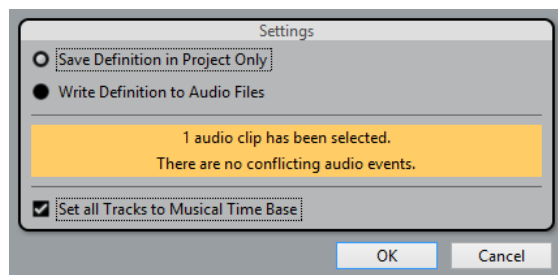 Settings
Save Definition in Project Only
Write Definition to Audio Files
1 audio clip has been selected.
There are no conflicting audio events.
Set all Tracks to Musical Time Base
OK Cancel